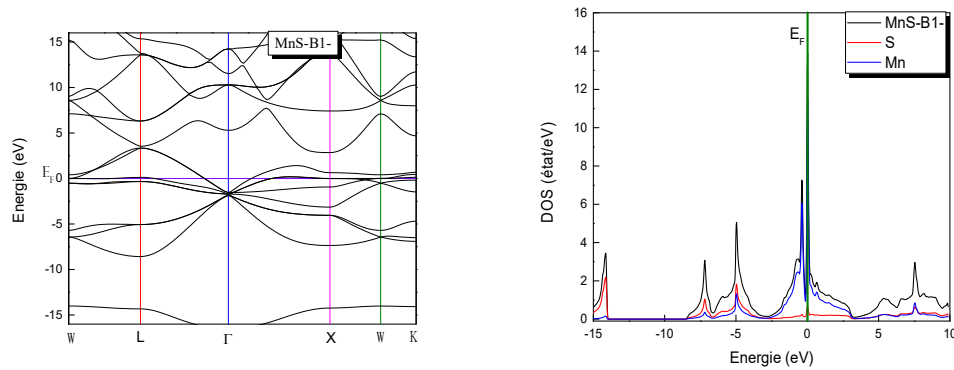 MnS-B1-
Energie (eV)
15
10
5
E_F 0
-5
-10
-15
W L Γ X W K
MnS-B1-
S
Mn
E_F
DOS (état/eV)
16
14
12
10
8
6
4
2
0
-15 -10 -5 0 5 10
Energie (eV)